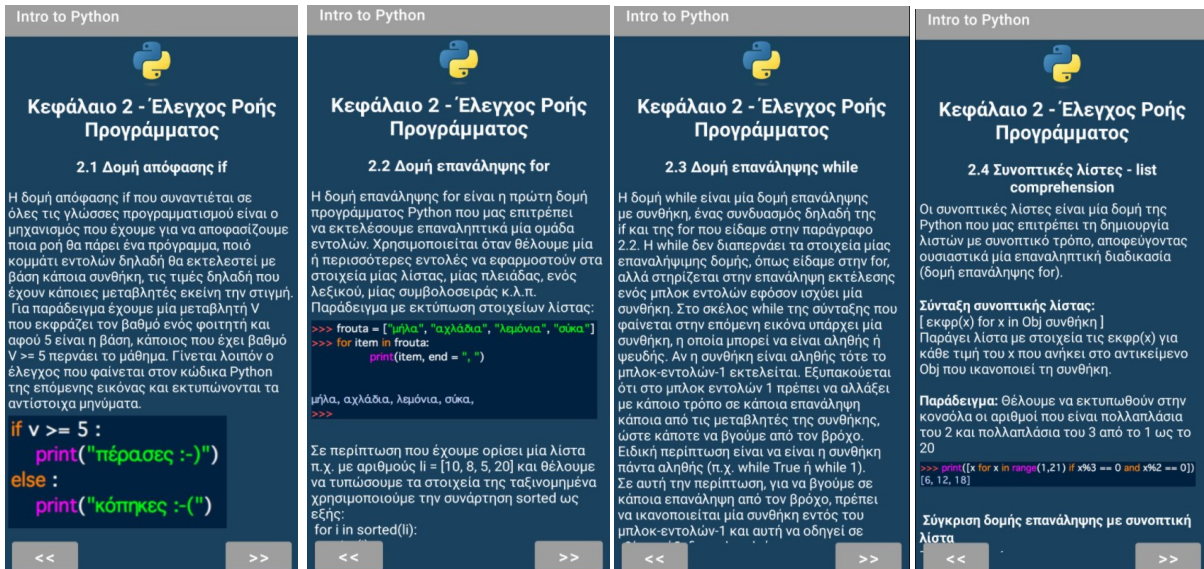 Intro to Python
Κεφάλαιο 2 - Έλεγχος Ροής
Προγράμματος
2.1 Δομή απόφασης if
Η δομή απόφασης if που συναντιέται σε
όλες τις γλώσσες προγραμματισμού είναι ο
μηχανισμός που έχουμε για να αποφασίζουμε
ποια ροή θα πάρει ένα πρόγραμμα, ποιό
κομμάτι εντολών δηλαδή θα εκτελεστεί με
βάση κάποια συνθήκη, τις τιμές δηλαδή που
έχουν κάποιες μεταβλητές εκείνη την στιγμή.
Για παράδειγμα έχουμε μία μεταβλητή V
που εκφράζει τον βαθμό ενός φοιτητή και
αφού 5 είναι η βάση, κάποιος που έχει βαθμό
V >= 5 περνάει το μάθημα. Γίνεται λοιπόν ο
έλεγχος που φαίνεται στον κώδικα Python
της επόμενης εικόνας και εκτυπώνονται τα
αντίστοιχα μηνύματα.
if v >= 5 :
print("πέρασες :-)")
else :
print("κόπηκες :-(")
<<
>>
Intro to Python
Κεφάλαιο 2 - Έλεγχος Ροής
Προγράμματος
2.2 Δομή επανάληψης for
Η δομή επανάληψης for είναι η πρώτη δομή
προγράμματος Python που μας επιτρέπει
να εκτελέσουμε επαναληπτικά μία ομάδα
εντολών. Χρησιμοποιείται όταν θέλουμε μία
ή περισσότερες εντολές να εφαρμοστούν στα
στοιχεία μίας λίστας, μίας πλειάδας, ενός
λεξικού, μίας συμβολοσειράς κ.λ.π.
Παράδειγμα με εκτύπωση στοιχείων λίστας:
>>> frouta = ["μήλα", "αχλάδια", "λεμόνια", "σύκα"]
>>> for item in frouta:
print(item, end = ", ")
μήλα, αχλάδια, λεμόνια, σύκα,
>>>
Σε περίπτωση που έχουμε ορίσει μία λίστα
π.χ. με αριθμούς li = [10, 8, 5, 20] και θέλουμε
να τυπώσουμε τα στοιχεία της ταξινομημένα
χρησιμοποιούμε την συνάρτηση sorted ως
εξής:
for i in sorted(li):
<<
>>
Intro to Python
Κεφάλαιο 2 - Έλεγχος Ροής
Προγράμματος
2.3 Δομή επανάληψης while
Η δομή while είναι μία δομή επανάληψης
με συνθήκη, ένας συνδυασμός δηλαδή της
if και της for που είδαμε στην παράγραφο
2.2. Η while δεν διαπερνάει τα στοιχεία μίας
επαναλήψιμης δομής, όπως είδαμε στην for,
αλλά στηρίζεται στην επανάληψη εκτέλεσης
ενός μπλοκ εντολών εφόσον ισχύει μία
συνθήκη. Στο σκέλος while της σύνταξης που
φαίνεται στην επόμενη εικόνα υπάρχει μία
συνθήκη, η οποία μπορεί να είναι αληθής ή
ψευδής. Αν η συνθήκη είναι αληθής τότε το
μπλοκ-εντολών-1 εκτελείται. Εξυπακούεται
ότι στο μπλοκ εντολών 1 πρέπει να αλλάξει
με κάποιο τρόπο σε κάποια επανάληψη
κάποια από τις μεταβλητές της συνθήκης,
ώστε κάποτε να βγούμε από τον βρόχο.
Ειδική περίπτωση είναι να είναι η συνθήκη
πάντα αληθής (π.χ. while True ή while 1).
Σε αυτή την περίπτωση, για να βγούμε σε
κάποια επανάληψη από τον βρόχο, πρέπει
να ικανοποιείται μία συνθήκη εντός του
μπλοκ-εντολών-1 και αυτή να οδηγεί σε
<<
>>
Intro to Python
Κεφάλαιο 2 - Έλεγχος Ροής
Προγράμματος
2.4 Συνοπτικές λίστες - list
comprehension
Οι συνοπτικές λίστες είναι μία δομή της
Python που μας επιτρέπει τη δημιουργία
λιστών με συνοπτικό τρόπο, αποφεύγοντας
ουσιαστικά μία επαναληπτική διαδικασία
(δομή επανάληψης for).
Σύνταξη συνοπτικής λίστας:
[ εκφρ(x) for x in Obj συνθήκη ]
Παράγει λίστα με στοιχεία τις εκφρ(x) για
κάθε τιμή του x που ανήκει στο αντικείμενο
Obj που ικανοποιεί τη συνθήκη.
Παράδειγμα: Θέλουμε να εκτυπωθούν στην
κονσόλα οι αριθμοί που είναι πολλαπλάσια
του 2 και πολλαπλάσια του 3 από το 1 ως το
20
>>> print([x for x in range(1,21) if x%3 == 0 and x%2 == 0])
[6, 12, 18]
Σύγκριση δομής επανάληψης με συνοπτική
λίστα
<<
>>